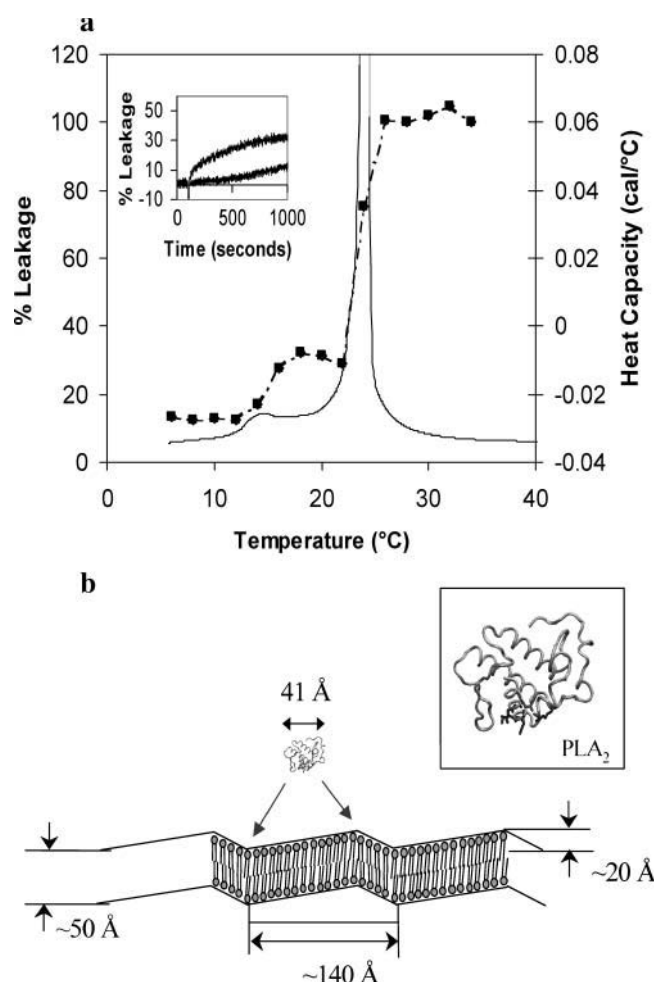 a
120
100
80
60
40
20
0
% Leakage
50
30
10
-10
% Leakage
0
500
1000
Time (seconds)
0.08
0.06
0.04
0.02
0
-0.02
-0.04
Heat Capacity (cal/°C)
0
10
20
30
40
Temperature (°C)
b
41 Å
PLA2
~20 Å
~50 Å
~140 Å